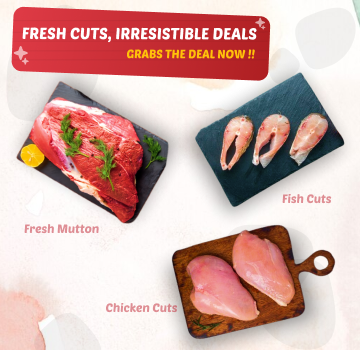 FRESH CUTS, IRRESISTIBLE DEALS
GRABS THE DEAL NOW !!
Fish Cuts
Fresh Mutton
Chicken Cuts